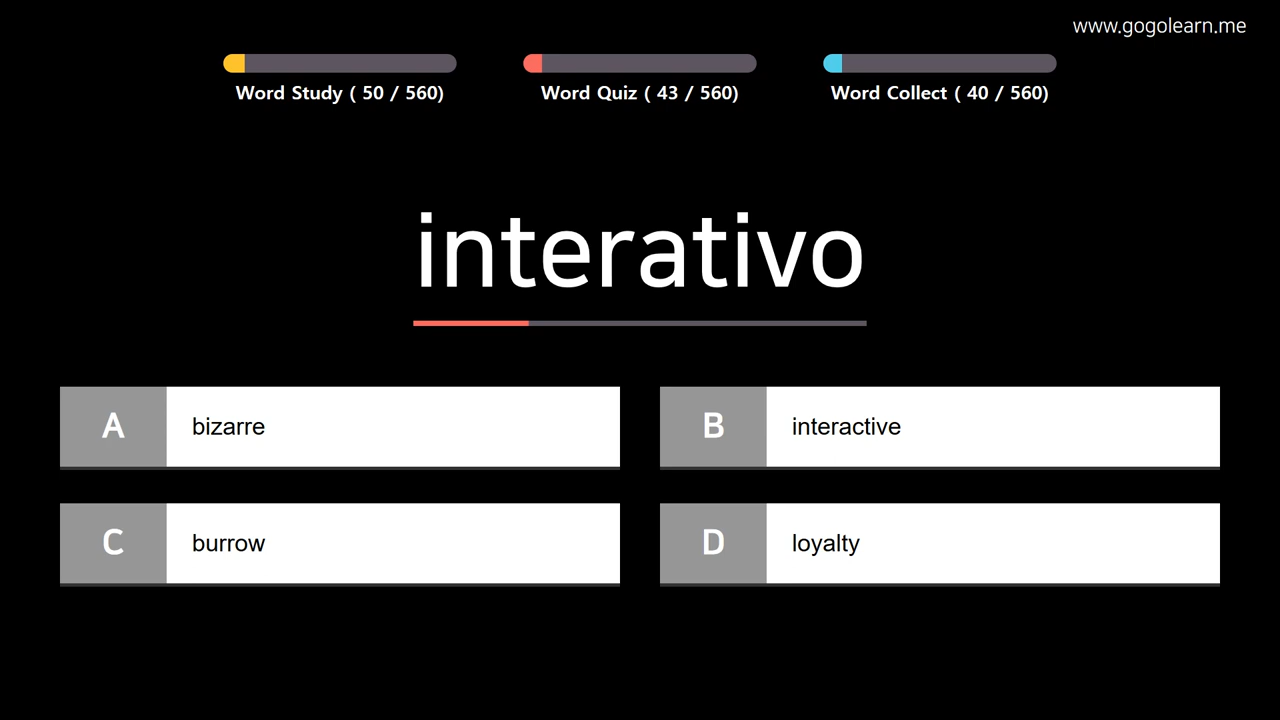 www.gogolearn.me
Word Study ( 50 / 560)
Word Quiz ( 43 / 560)
Word Collect ( 40 / 560)
interativo
A
bizarre
B
interactive
C
burrow
D
loyalty